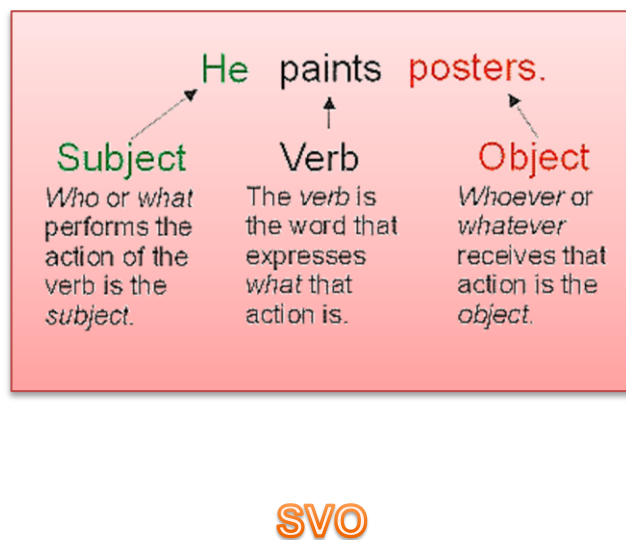 He paints posters.
Subject
Who or what
performs the
action of the
verb is the
subject.
Verb
The verb is
the word that
expresses
what that
action is.
Object
Whoever or
whatever
receives that
action is the
object.
SVO